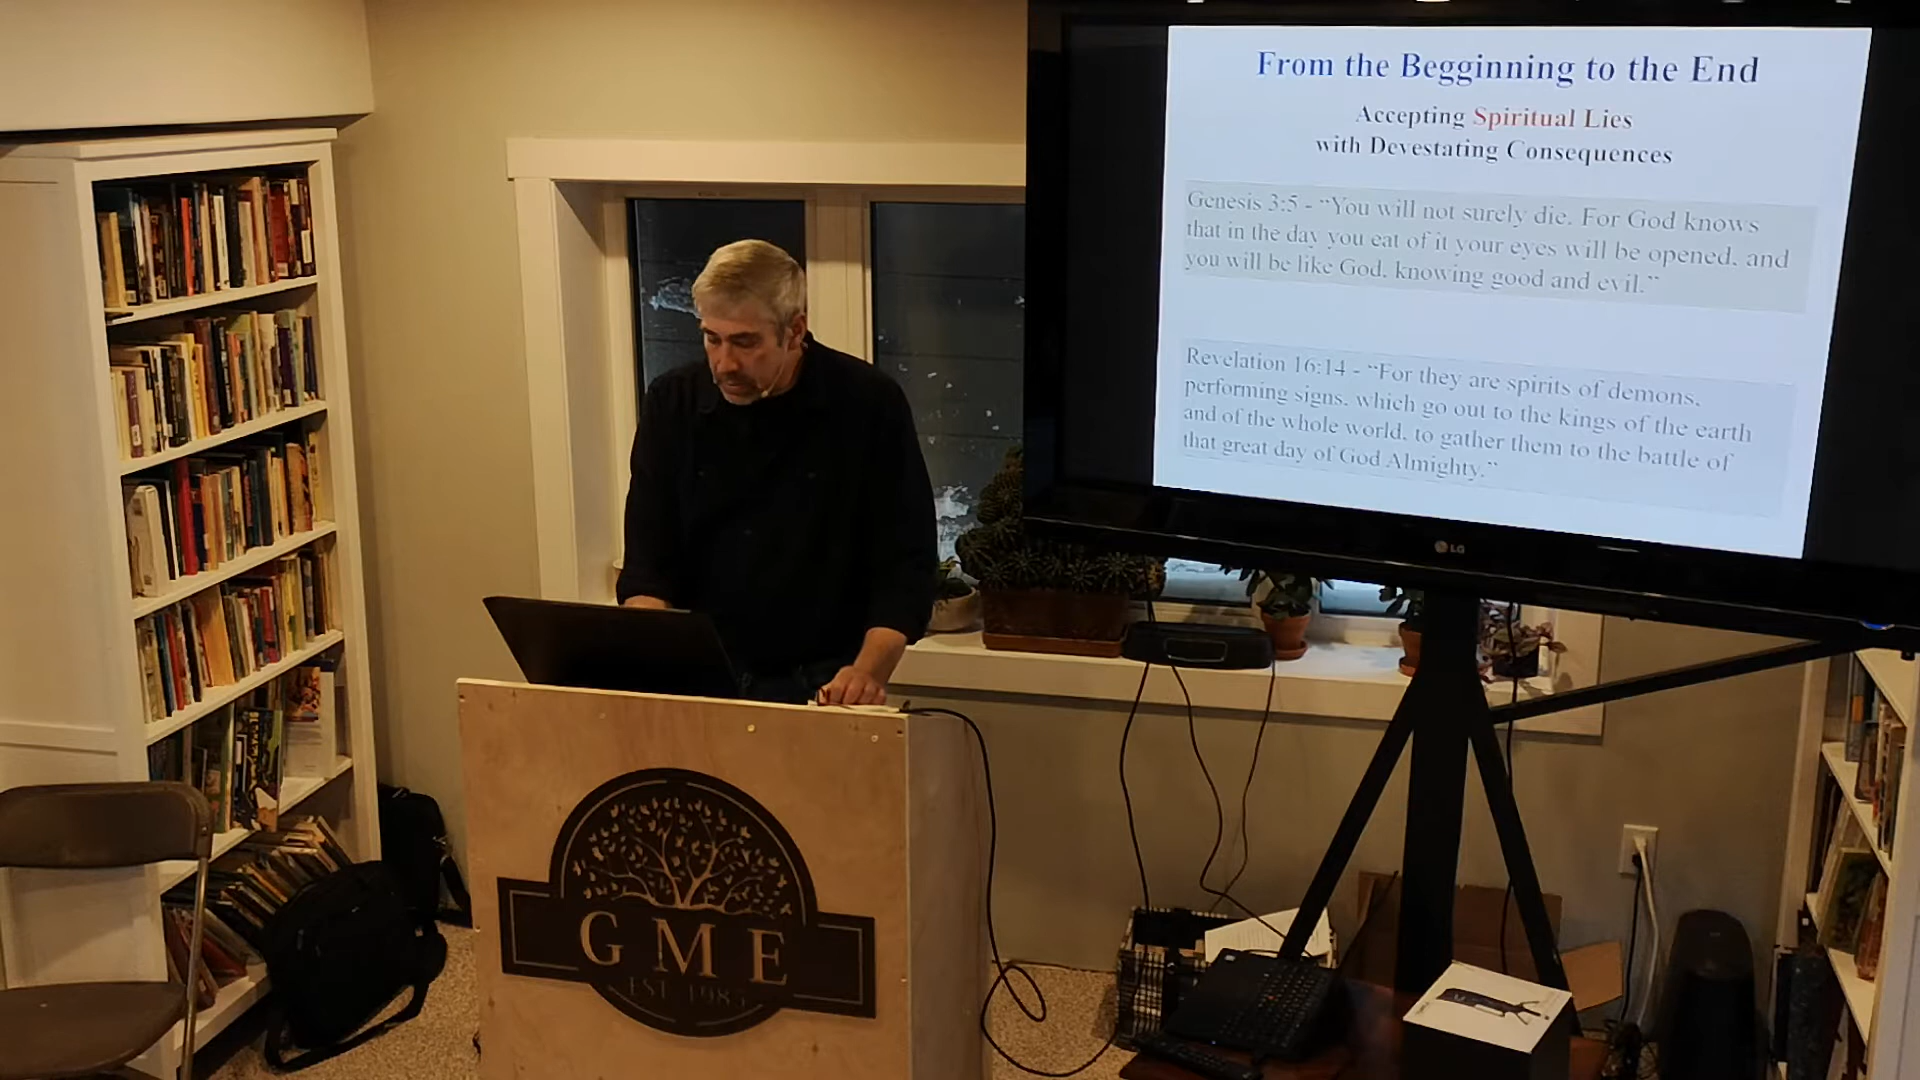 From the Begginning to the End
Accepting Spiritual Lies
with Devestating Consequences
Genesis 3:5 - “You will not surely die. For God knows
that in the day you eat of it your eyes will be opened, and
you will be like God, knowing good and evil.”
Revelation 16:14 - “For they are spirits of demons,
performing signs, which go out to the kings of the earth
and of the whole world, to gather them to the battle of
that great day of God Almighty.”
LG
GME
EST 1985